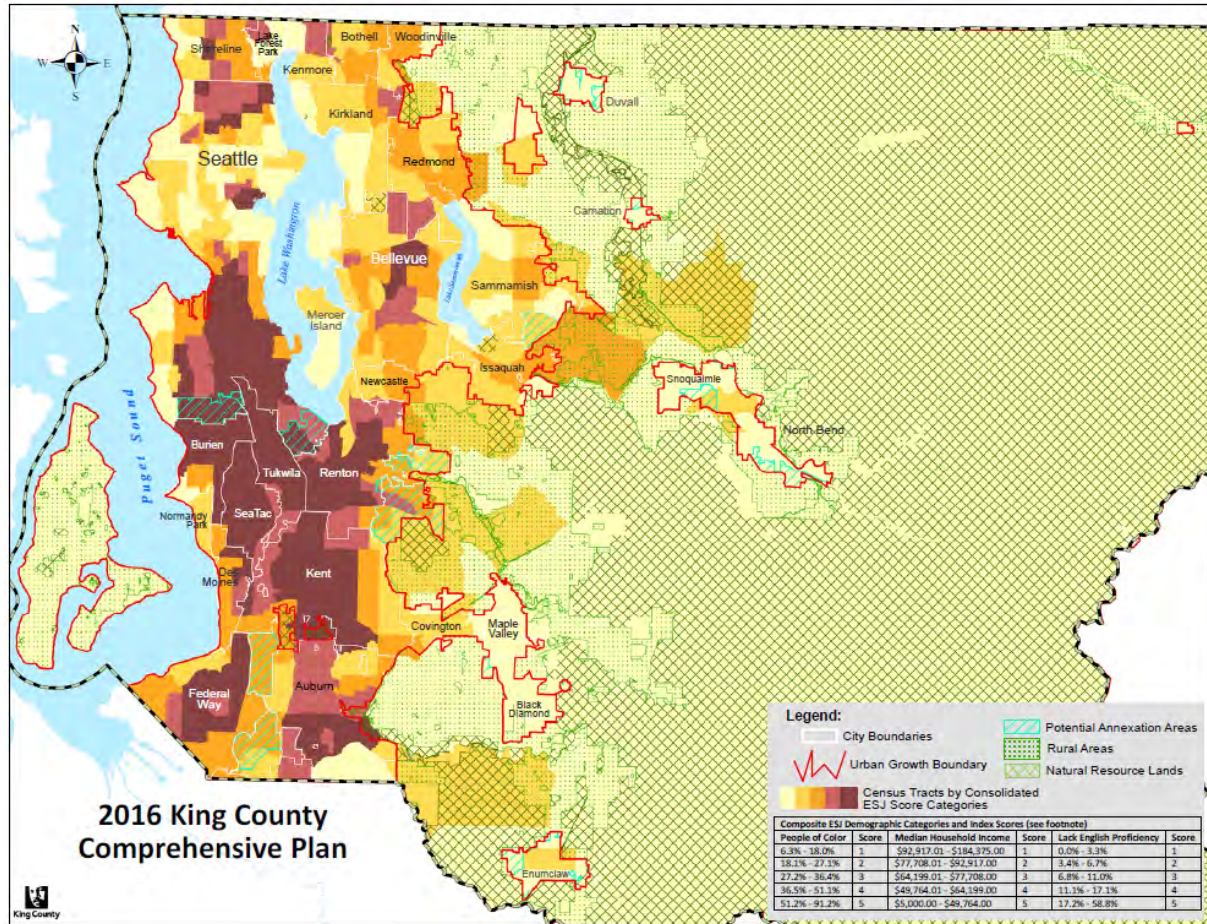 N
W
E
S
Shoreline
Lake
Forest
Park
Bothell
Woodinville
Kenmore
Kirkland
Duvall
Seattle
Redmond
Carnation
Lake Washington
Bellevue
Sammamish
Mercer
Island
Newcastle
Issaquah
Snoqualmie
North Bend
Puget Sound
Burien
Tukwila
Renton
Normandy
Park
SeaTac
Des
Moines
Kent
Covington
Maple
Valley
Federal
Way
Auburn
Black
Diamond
Enumclaw
2016 King County
Comprehensive Plan
King County
Legend:
City Boundaries
Urban Growth Boundary
Census Tracts by Consolidated
ESJ Score Categories
Potential Annexation Areas
Rural Areas
Natural Resource Lands
Composite ESJ Demographic Categories and Index Scores (see footnote)
People of Color Score Median Household Income Score Lack English Proficiency Score
6.3% - 18.0% 1 $92,917.01 - $184,375.00 1 0.0% - 3.3% 1
18.1% - 27.1% 2 $77,708.01 - $92,917.00 2 3.4% - 6.7% 2
27.2% - 36.4% 3 $64,199.01 - $77,708.00 3 6.8% - 11.0% 3
36.5% - 51.1% 4 $49,764.01 - $64,199.00 4 11.1% - 17.1% 4
51.2% - 91.2% 5 $5,000.00 - $49,764.00 5 17.2% - 58.8% 5